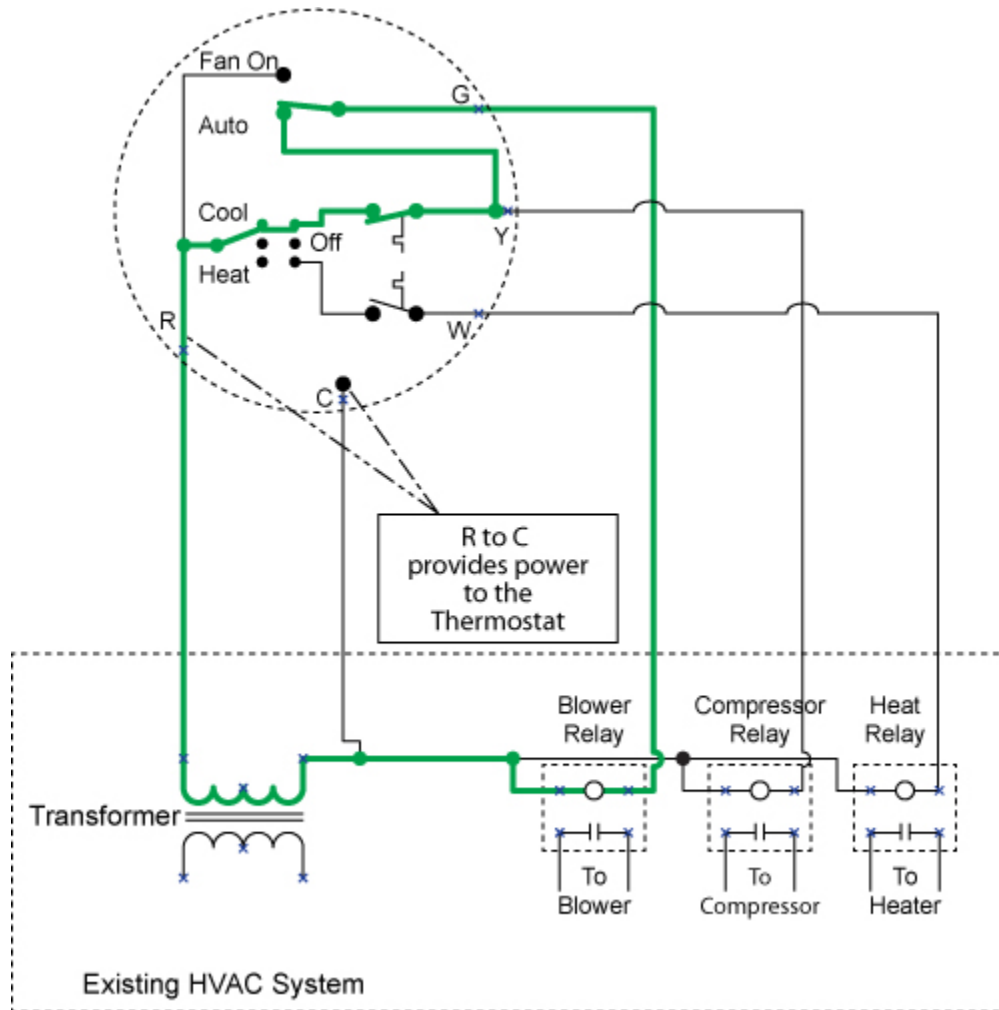 Fan On
G
Auto
Cool
Off
Y
Heat
R
W
C
R to C
provides power
to the
Thermostat
Blower
Relay
Compressor
Relay
Heat
Relay
Transformer
To
Blower
To
Compressor
To
Heater
Existing HVAC System